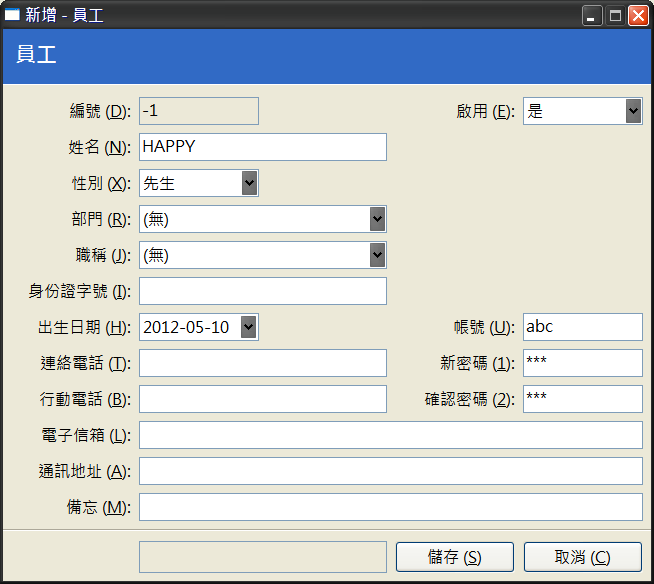 新增 - 員工
員工
編號 (D): -1 啟用 (E): 是
姓名 (N): HAPPY
性別 (X): 先生
部門 (R): (無)
職稱 (J): (無)
身份證字號 (I):
出生日期 (H): 2012-05-10 帳號 (U): abc
連絡電話 (T): 新密碼 (1): ***
行動電話 (B): 確認密碼 (2): ***
電子信箱 (L):
通訊地址 (A):
備忘 (M):
儲存 (S) 取消 (C)